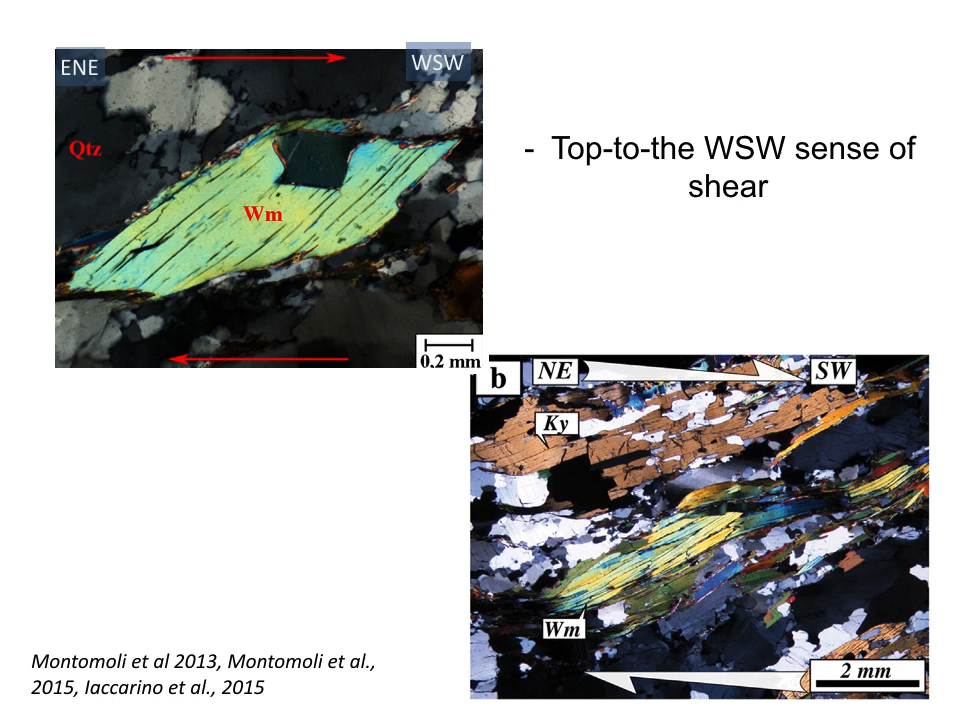 ENE
WSW
Qtz
Wm
0,2 mm
- Top-to-the WSW sense of
shear
b
NE
SW
Ky
Wm
2 mm
Montomoli et al 2013, Montomoli et al.,
2015, Iaccarino et al., 2015